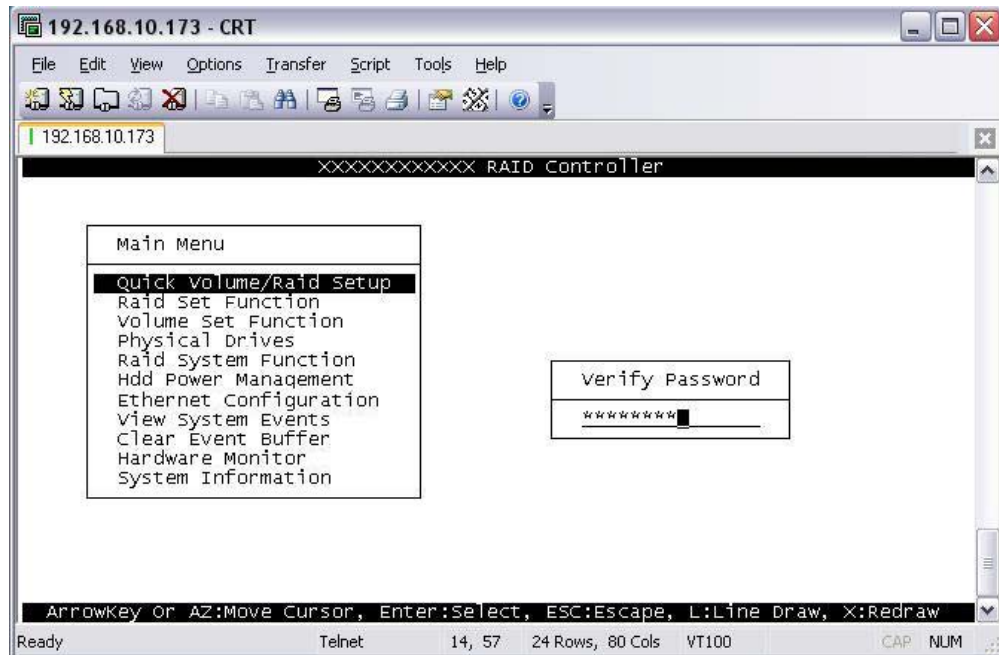 192.168.10.173 - CRT
File Edit View Options Transfer Script Tools Help
192.168.10.173
XXXXXXXXXXXX RAID Controller
Main Menu
Quick Volume/Raid Setup
Raid Set Function
Volume Set Function
Physical Drives
Raid System Function
Hdd Power Management
Ethernet Configuration
View System Events
Clear Event Buffer
Hardware Monitor
System Information
Verify Password
********
ArrowKey Or AZ:Move Cursor, Enter:Select, ESC:Escape, L:Line Draw, X:Redraw
Ready Telnet 14, 57 24 Rows, 80 Cols VT100 CAP NUM